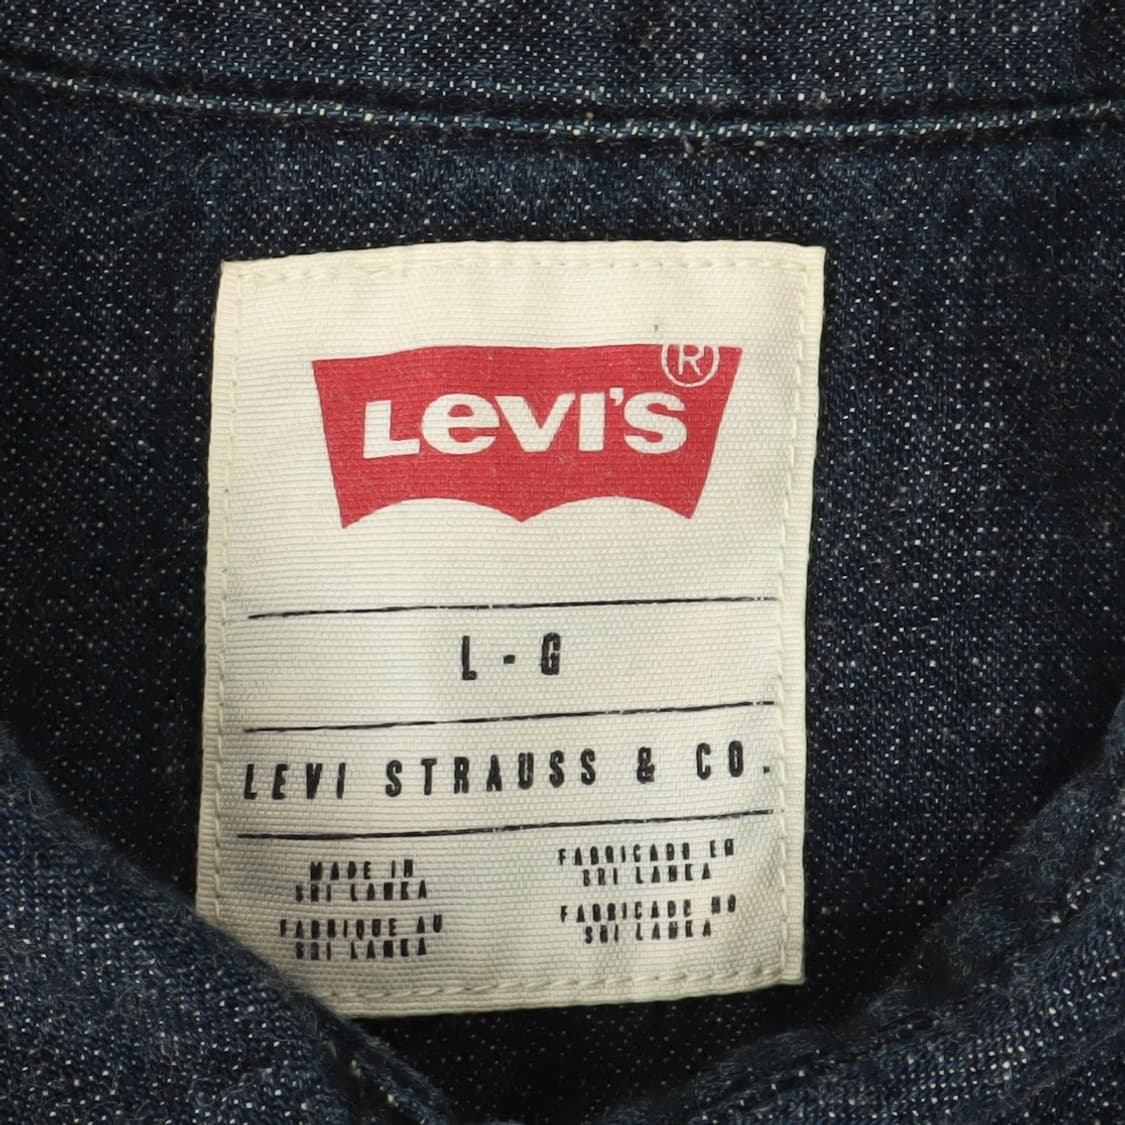 LEVI'S®
L - G
LEVI STRAUSS & CO.
MADE IN
SRI LANKA
FABRIQUE AU
SRI LANKA
FABRICADO EN
SRI LANKA
FABRICADO NO
SRI LANKA